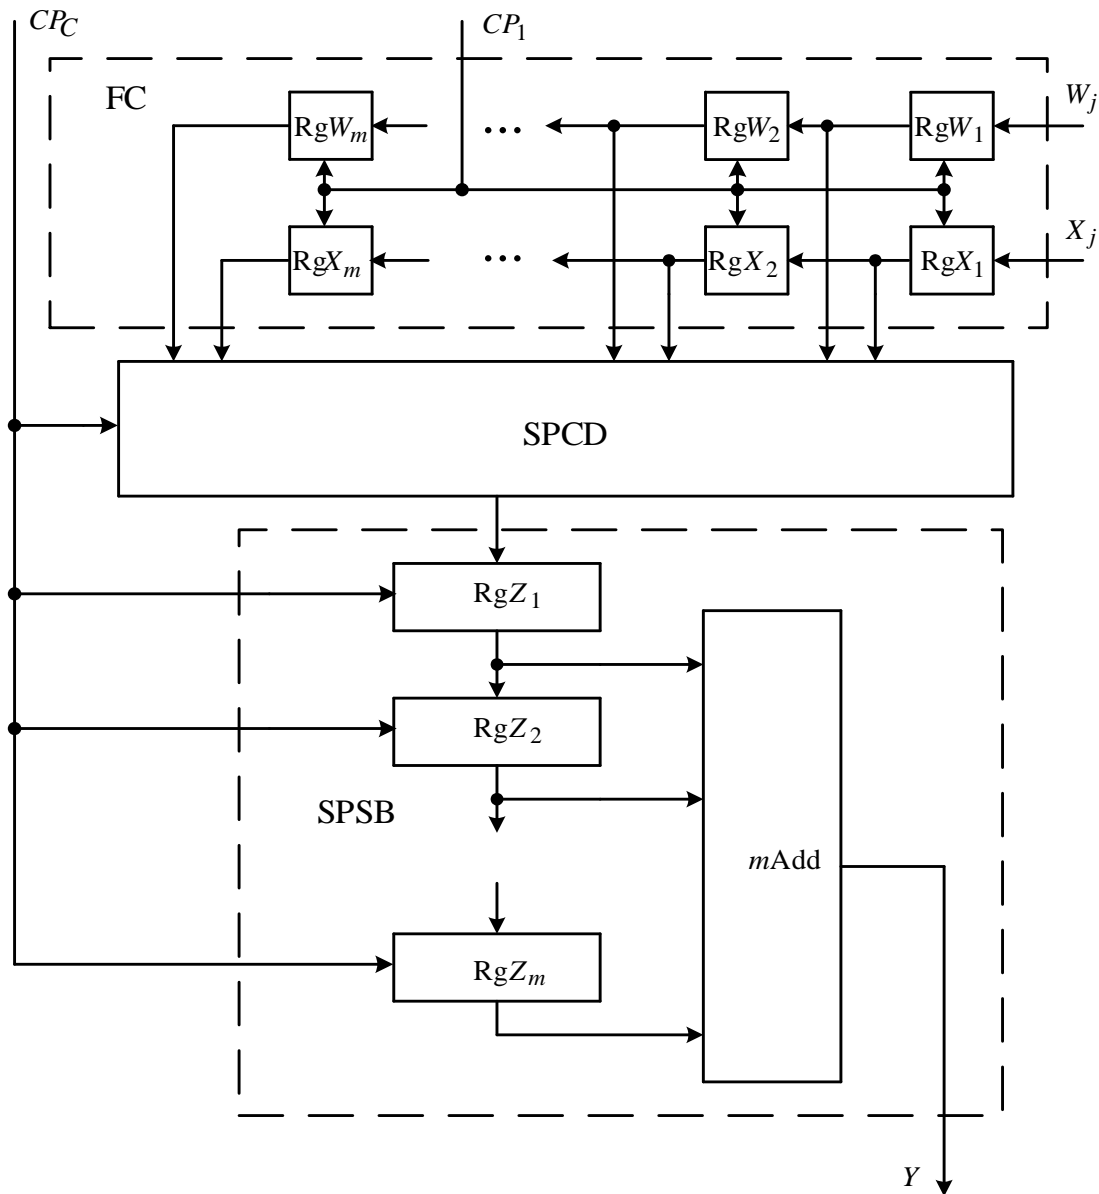 CP_C CP_1
FC
W_j
RgW_m ... RgW_2 RgW_1
X_j
RgX_m ... RgX_2 RgX_1
SPCD
RgZ_1
RgZ_2
SPSB
mAdd
RgZ_m
Y